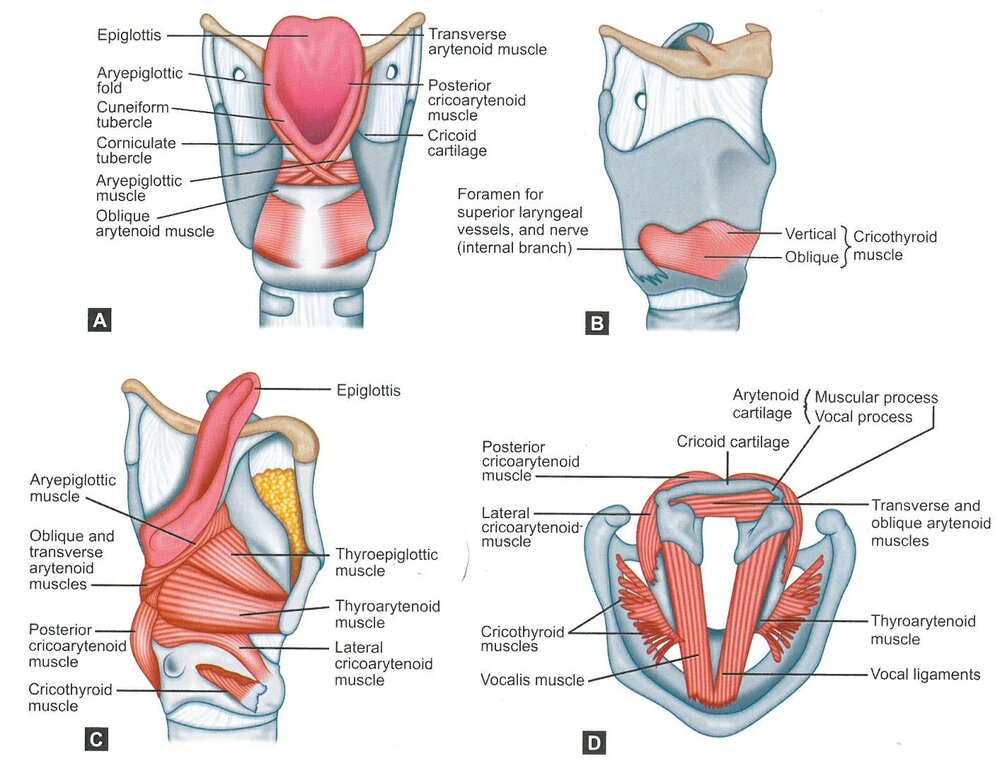 Epiglottis
Aryepiglottic
fold
Cuneiform
tubercle
Corniculate
tubercle
Aryepiglottic
muscle
Oblique
arytenoid muscle
Transverse
arytenoid muscle
Posterior
cricoarytenoid
muscle
Cricoid
cartilage
A
Foramen for
superior laryngeal
vessels, and nerve
(internal branch)
Vertical
Oblique
Cricothyroid
muscle
B
Epiglottis
Aryepiglottic
muscle
Oblique and
transverse
arytenoid
muscles
Posterior
cricoarytenoid
muscle
Cricothyroid
muscle
Thyroepiglottic
muscle
Thyroarytenoid
muscle
Lateral
cricoarytenoid
muscle
C
Arytenoid
cartilage
Muscular process
Vocal process
Cricoid cartilage
Posterior
cricoarytenoid
muscle
Lateral
cricoarytenoid
muscle
Cricothyroid
muscles
Vocalis muscle
Transverse and
oblique arytenoid
muscles
Thyroarytenoid
muscle
Vocal ligaments
D